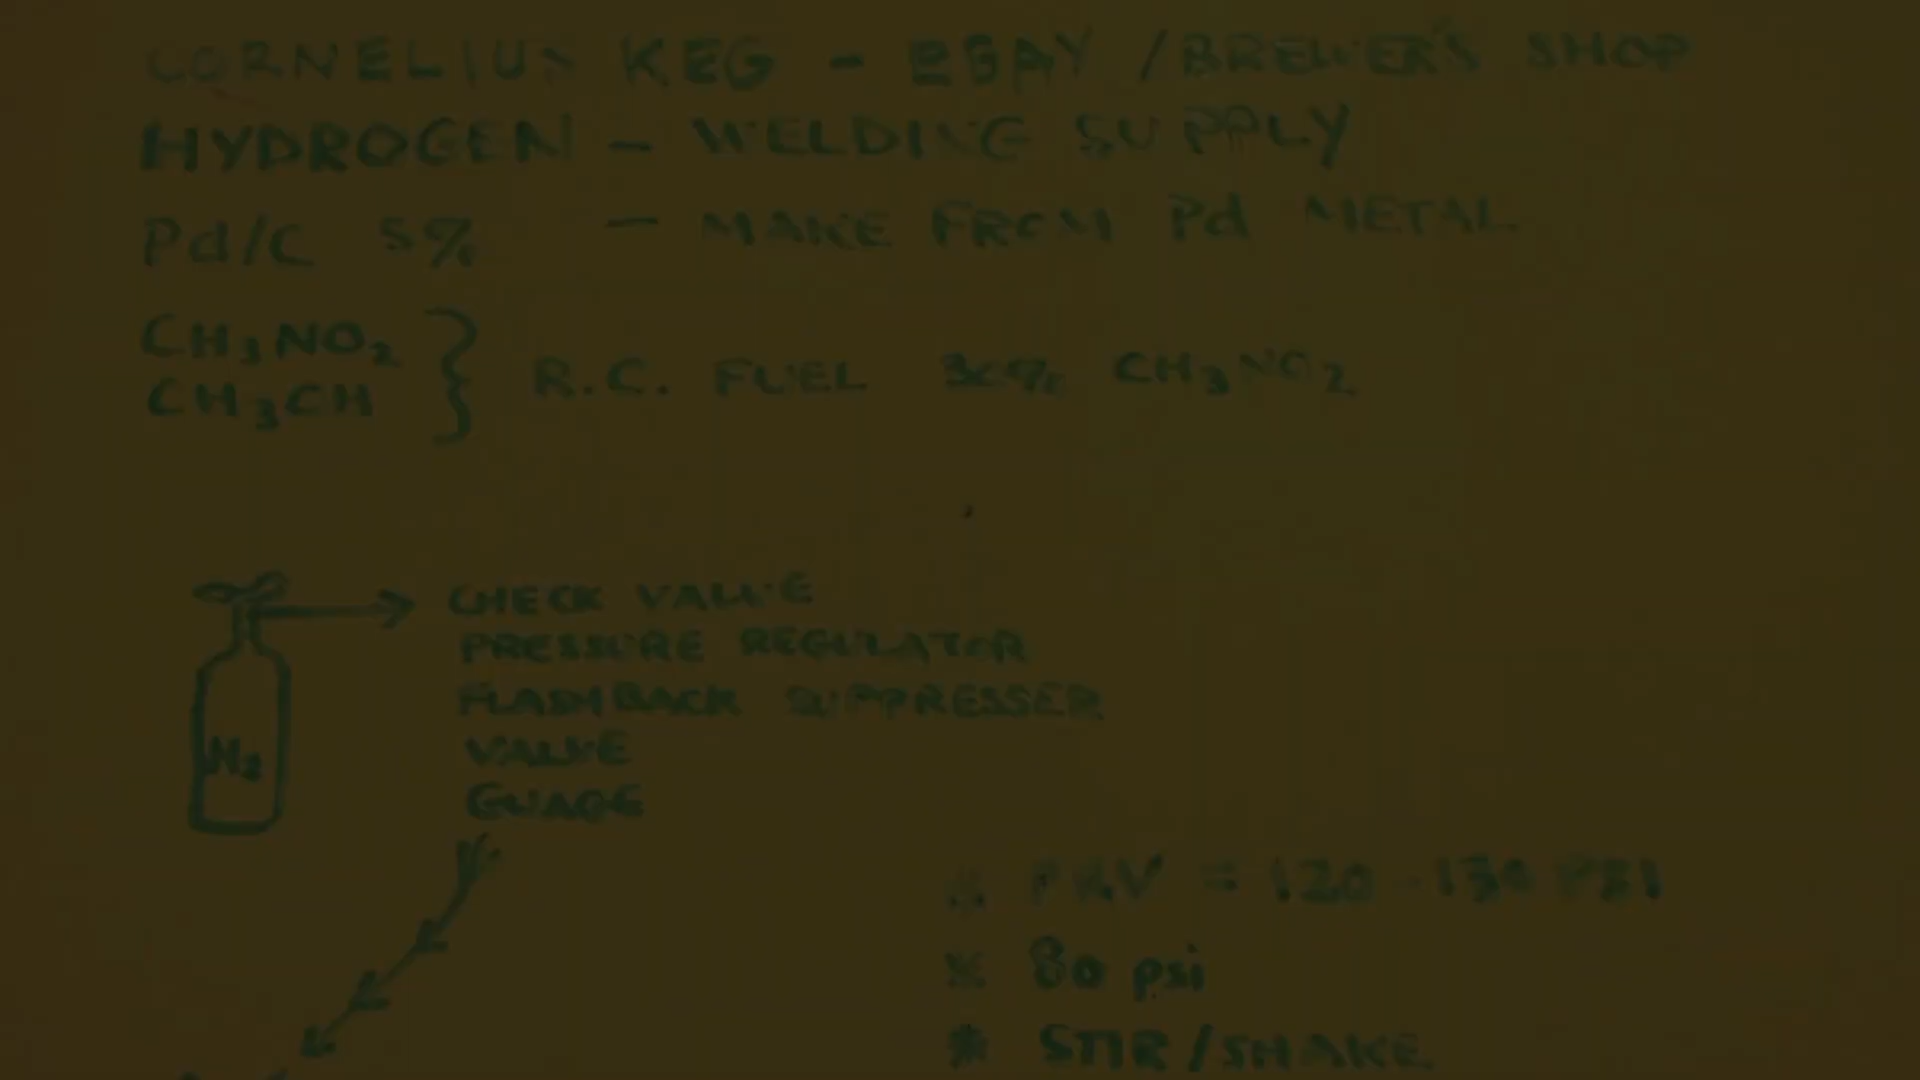 CORNELIUS KEG - EBAY / BREWER'S SHOP
HYDROGEN - WELDING SUPPLY
Pd/C 5% - MAKE FROM Pd METAL
CH₃NO₂
CH₃OH
R.C. FUEL 30% CH₃NO₂
CHECK VALVE
PRESSURE REGULATOR
FLASHBACK SUPPRESSER
VALVE
GUAGE
H₂
* PRV = 120 - 130 PSI
* 80 psi
* STIR / SHAKE